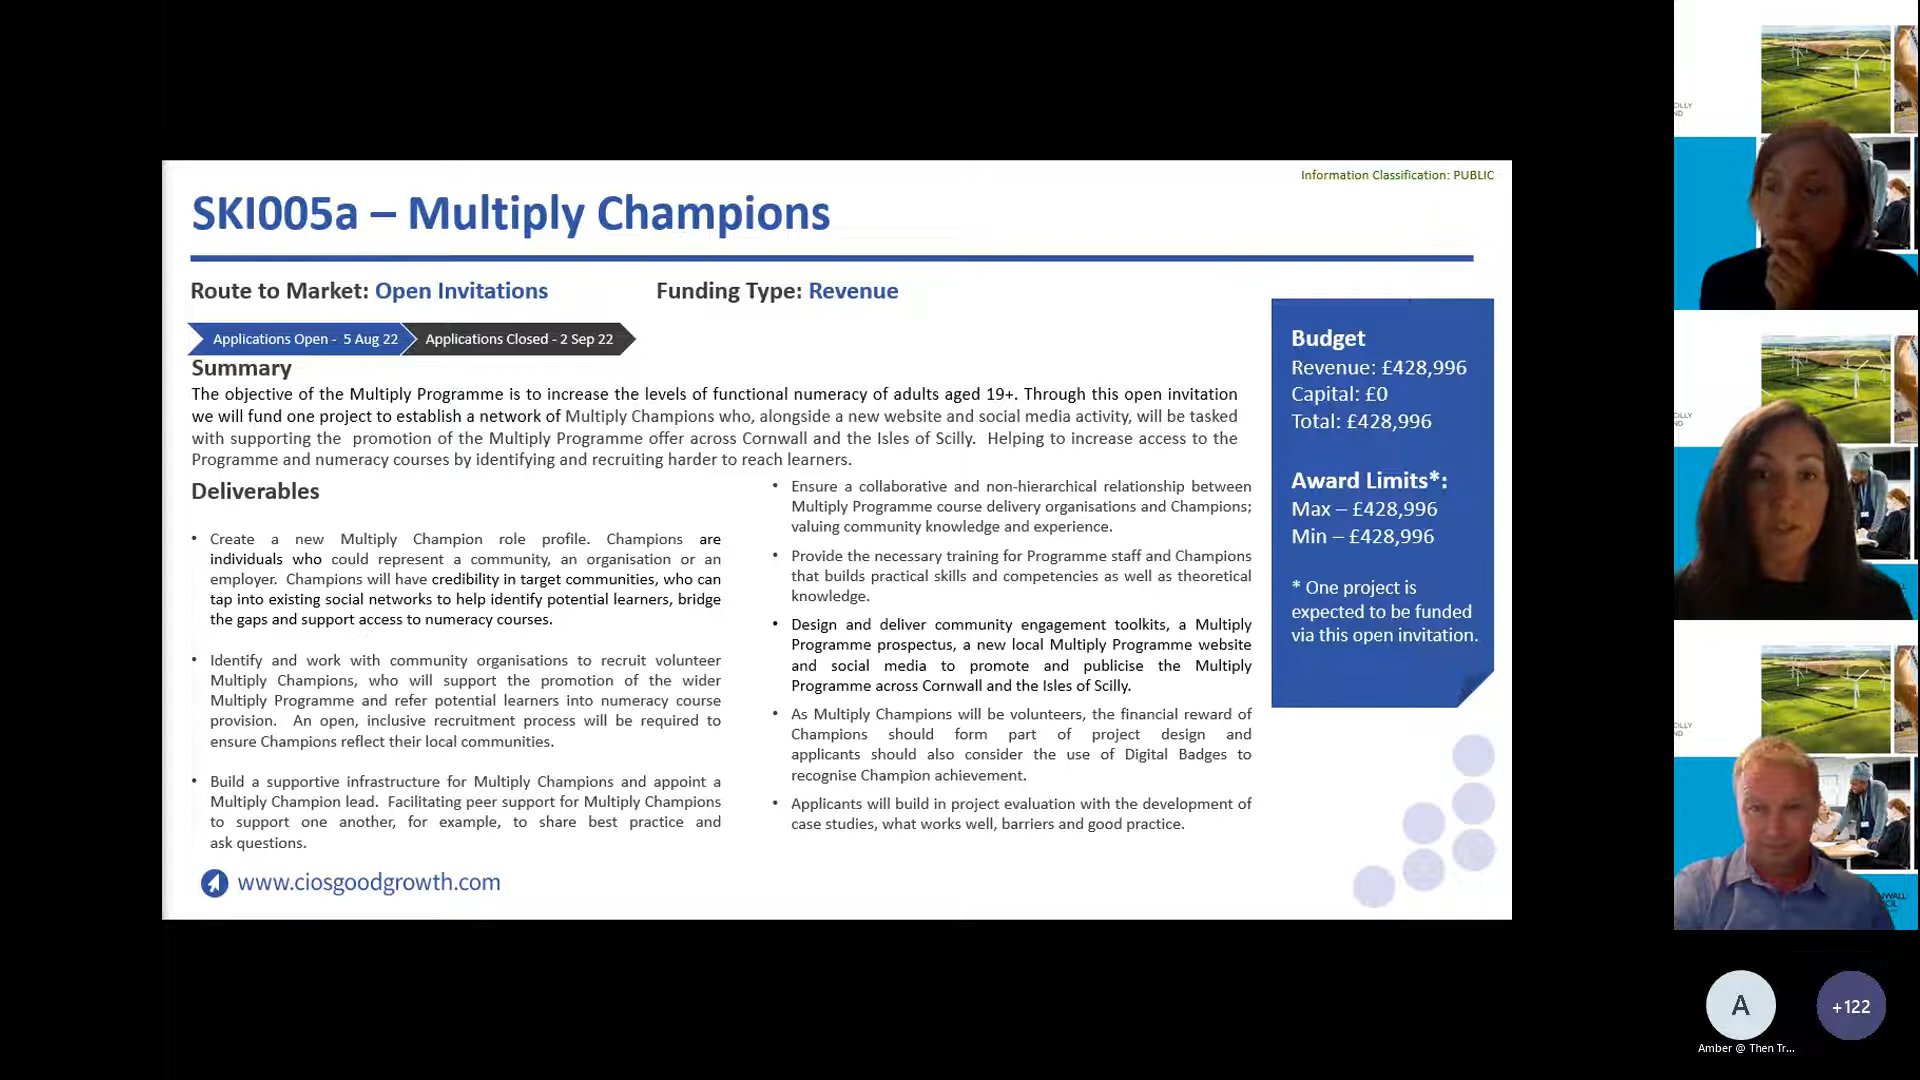 Information Classification: PUBLIC
SKI005a – Multiply Champions
Route to Market: Open Invitations
Funding Type: Revenue
Applications Open - 5 Aug 22
Applications Closed - 2 Sep 22
Summary
The objective of the Multiply Programme is to increase the levels of functional numeracy of adults aged 19+. Through this open invitation
we will fund one project to establish a network of Multiply Champions who, alongside a new website and social media activity, will be tasked
with supporting the promotion of the Multiply Programme offer across Cornwall and the Isles of Scilly. Helping to increase access to the
Programme and numeracy courses by identifying and recruiting harder to reach learners.
Deliverables
• Create a new Multiply Champion role profile. Champions are
individuals who could represent a community, an organisation or an
employer. Champions will have credibility in target communities, who can
tap into existing social networks to help identify potential learners, bridge
the gaps and support access to numeracy courses.
• Identify and work with community organisations to recruit volunteer
Multiply Champions, who will support the promotion of the wider
Multiply Programme and refer potential learners into numeracy course
provision. An open, inclusive recruitment process will be required to
ensure Champions reflect their local communities.
• Build a supportive infrastructure for Multiply Champions and appoint a
Multiply Champion lead. Facilitating peer support for Multiply Champions
to support one another, for example, to share best practice and
ask questions.
• Ensure a collaborative and non-hierarchical relationship between
Multiply Programme course delivery organisations and Champions;
valuing community knowledge and experience.
• Provide the necessary training for Programme staff and Champions
that builds practical skills and competencies as well as theoretical
knowledge.
• Design and deliver community engagement toolkits, a Multiply
Programme prospectus, a new local Multiply Programme website
and social media to promote and publicise the Multiply
Programme across Cornwall and the Isles of Scilly.
• As Multiply Champions will be volunteers, the financial reward of
Champions should form part of project design and
applicants should also consider the use of Digital Badges to
recognise Champion achievement.
• Applicants will build in project evaluation with the development of
case studies, what works well, barriers and good practice.
Budget
Revenue: £428,996
Capital: £0
Total: £428,996
Award Limits*:
Max – £428,996
Min – £428,996
* One project is
expected to be funded
via this open invitation.
www.ciosgoodgrowth.com
A
+122
Amber @ Then Tr...